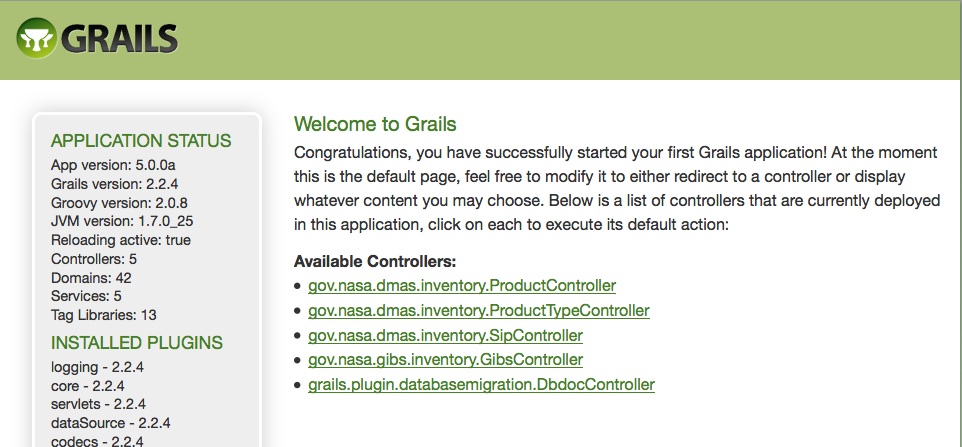 GRAILS
APPLICATION STATUS
App version: 5.0.0a
Grails version: 2.2.4
Groovy version: 2.0.8
JVM version: 1.7.0_25
Reloading active: true
Controllers: 5
Domains: 42
Services: 5
Tag Libraries: 13
INSTALLED PLUGINS
logging - 2.2.4
core - 2.2.4
servlets - 2.2.4
dataSource - 2.2.4
codecs - 2.2.4
Welcome to Grails
Congratulations, you have successfully started your first Grails application! At the moment
this is the default page, feel free to modify it to either redirect to a controller or display
whatever content you may choose. Below is a list of controllers that are currently deployed
in this application, click on each to execute its default action:
Available Controllers:
• gov.nasa.dmas.inventory.ProductController
• gov.nasa.dmas.inventory.ProductTypeController
• gov.nasa.dmas.inventory.SipController
• gov.nasa.gibs.inventory.GibsController
• grails.plugin.databasemigration.DbdocController